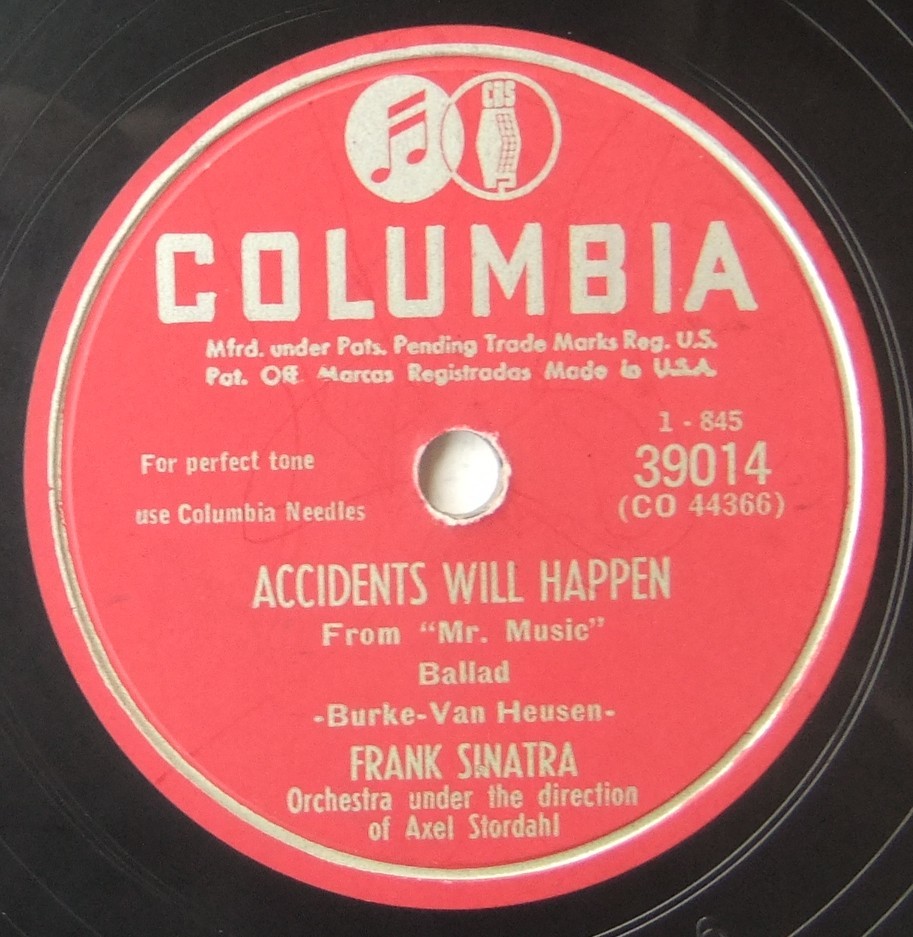 CBS
COLUMBIA
Mfrd. under Pats. Pending Trade Marks Reg. U.S.
Pat. Off. Marcas Registradas Made in U.S.A.
1 - 845
39014
(CO 44366)
For perfect tone
use Columbia Needles
ACCIDENTS WILL HAPPEN
From "Mr. Music"
Ballad
-Burke-Van Heusen-
FRANK SINATRA
Orchestra under the direction
of Axel Stordahl